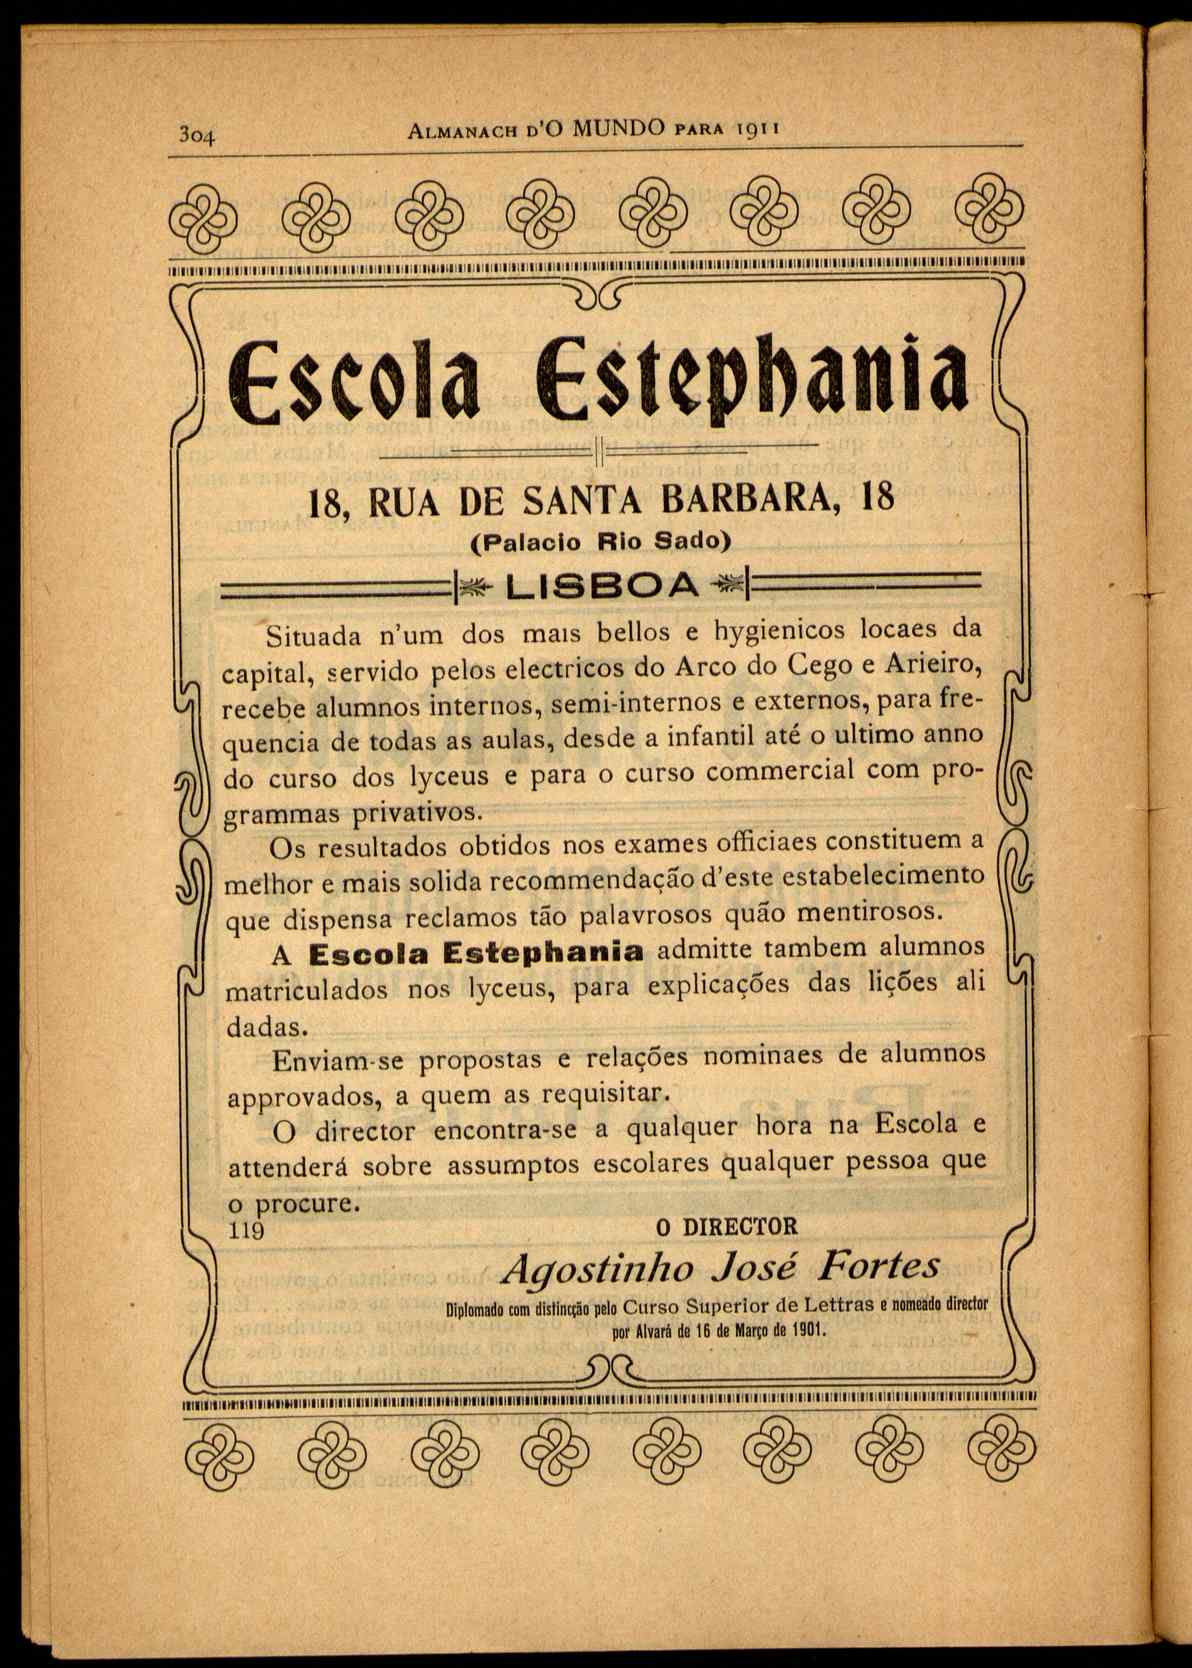 304
ALMANACH D'O MUNDO PARA 1911
Escola Estephania
18, RUA DE SANTA BARBARA, 18
(Palacio Rio Sado)
LISBOA
Situada n'um dos mais bellos e hygienicos locaes da
capital, servido pelos electricos do Arco do Cego e Arieiro,
recebe alumnos internos, semi-internos e externos, para fre-
quencia de todas as aulas, desde a infantil até o ultimo anno
do curso dos lyceus e para o curso commercial com pro-
grammas privativos.
Os resultados obtidos nos exames officiaes constituem a
melhor e mais solida recommendação d'este estabelecimento
que dispensa reclamos tão palavrosos quão mentirosos.
A Escola Estephania admitte tambem alumnos
matriculados nos lyceus, para explicações das lições ali
dadas.
Enviam-se propostas e relações nominaes de alumnos
approvados, a quem as requisitar.
O director encontra-se a qualquer hora na Escola e
attenderá sobre assumptos escolares qualquer pessoa que
o procure.
119
O DIRECTOR
Agostinho José Fortes
Diplomado com distincção pelo Curso Superior de Lettras e nomeado director
por Alvará de 16 de Março de 1901.